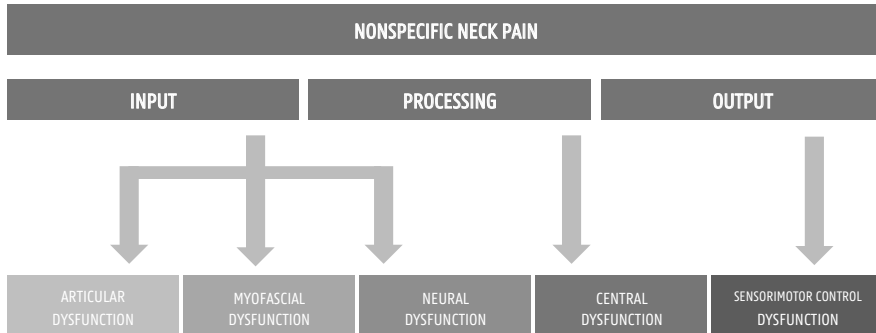 NONSPECIFIC NECK PAIN
INPUT
PROCESSING
OUTPUT
ARTICULAR
DYSFUNCTION
MYOFASCIAL
DYSFUNCTION
NEURAL
DYSFUNCTION
CENTRAL
DYSFUNCTION
SENSORIMOTOR CONTROL
DYSFUNCTION